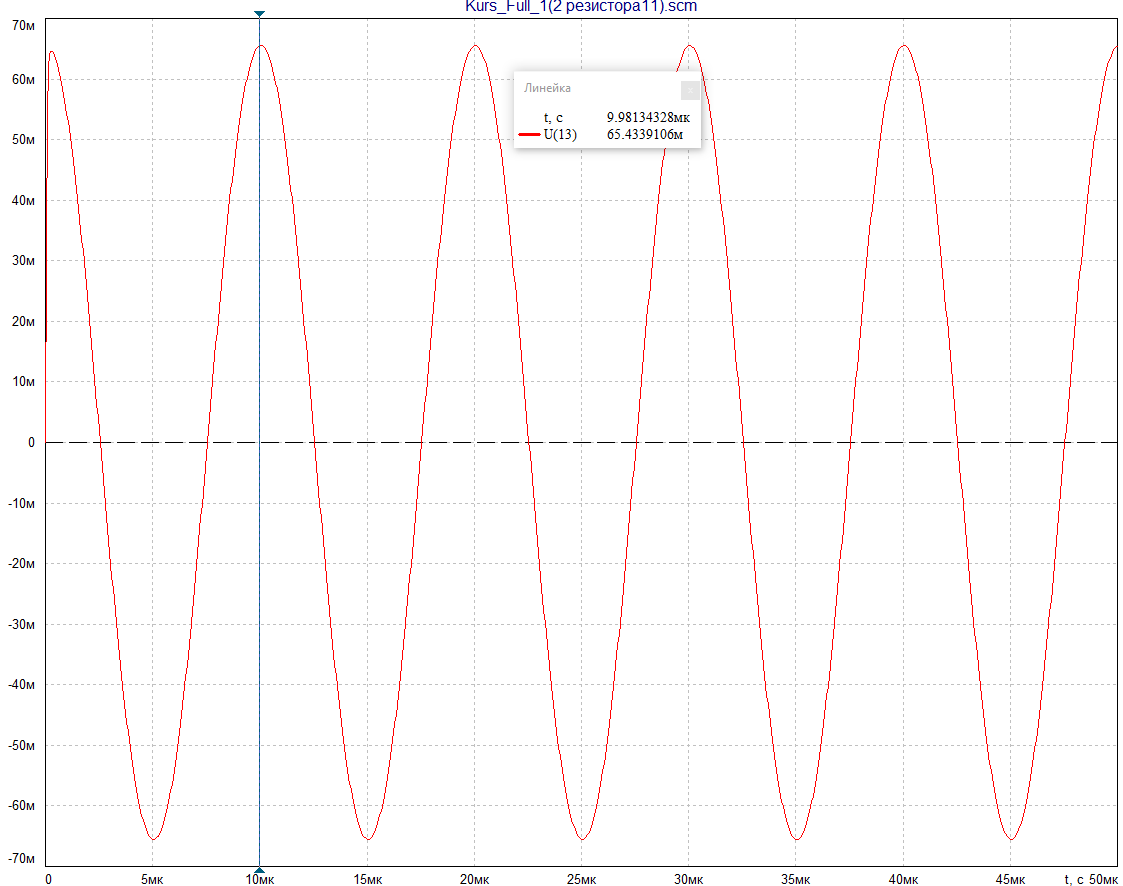 Kurs_Full_1(2 резистора11).scm
70м
60м
50м
40м
30м
20м
10м
0
-10м
-20м
-30м
-40м
-50м
-60м
-70м
Линейка
x
t, с 9.98134328мк
U(13) 65.4339106м
0 5мк 10мк 15мк 20мк 25мк 30мк 35мк 40мк 45мк t, с 50мк